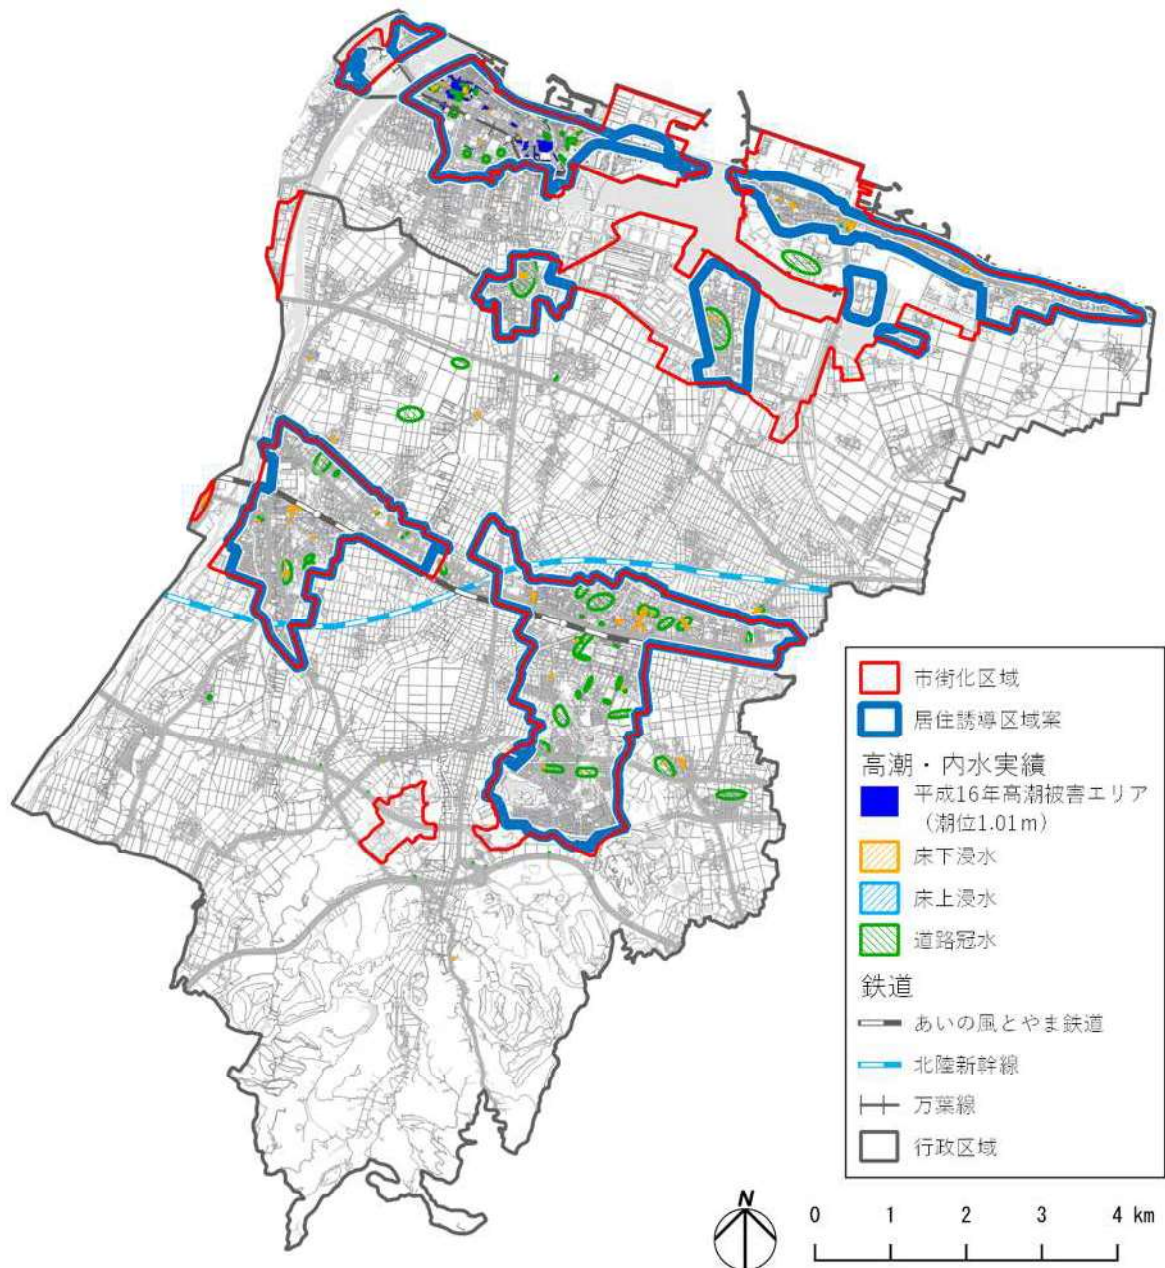 市街化区域
居住誘導区域案
高潮・内水実績
平成16年高潮被害エリア
（潮位1.01m）
床下浸水
床上浸水
道路冠水
鉄道
あいの風とやま鉄道
北陸新幹線
万葉線
行政区域
N
0 1 2 3 4 km